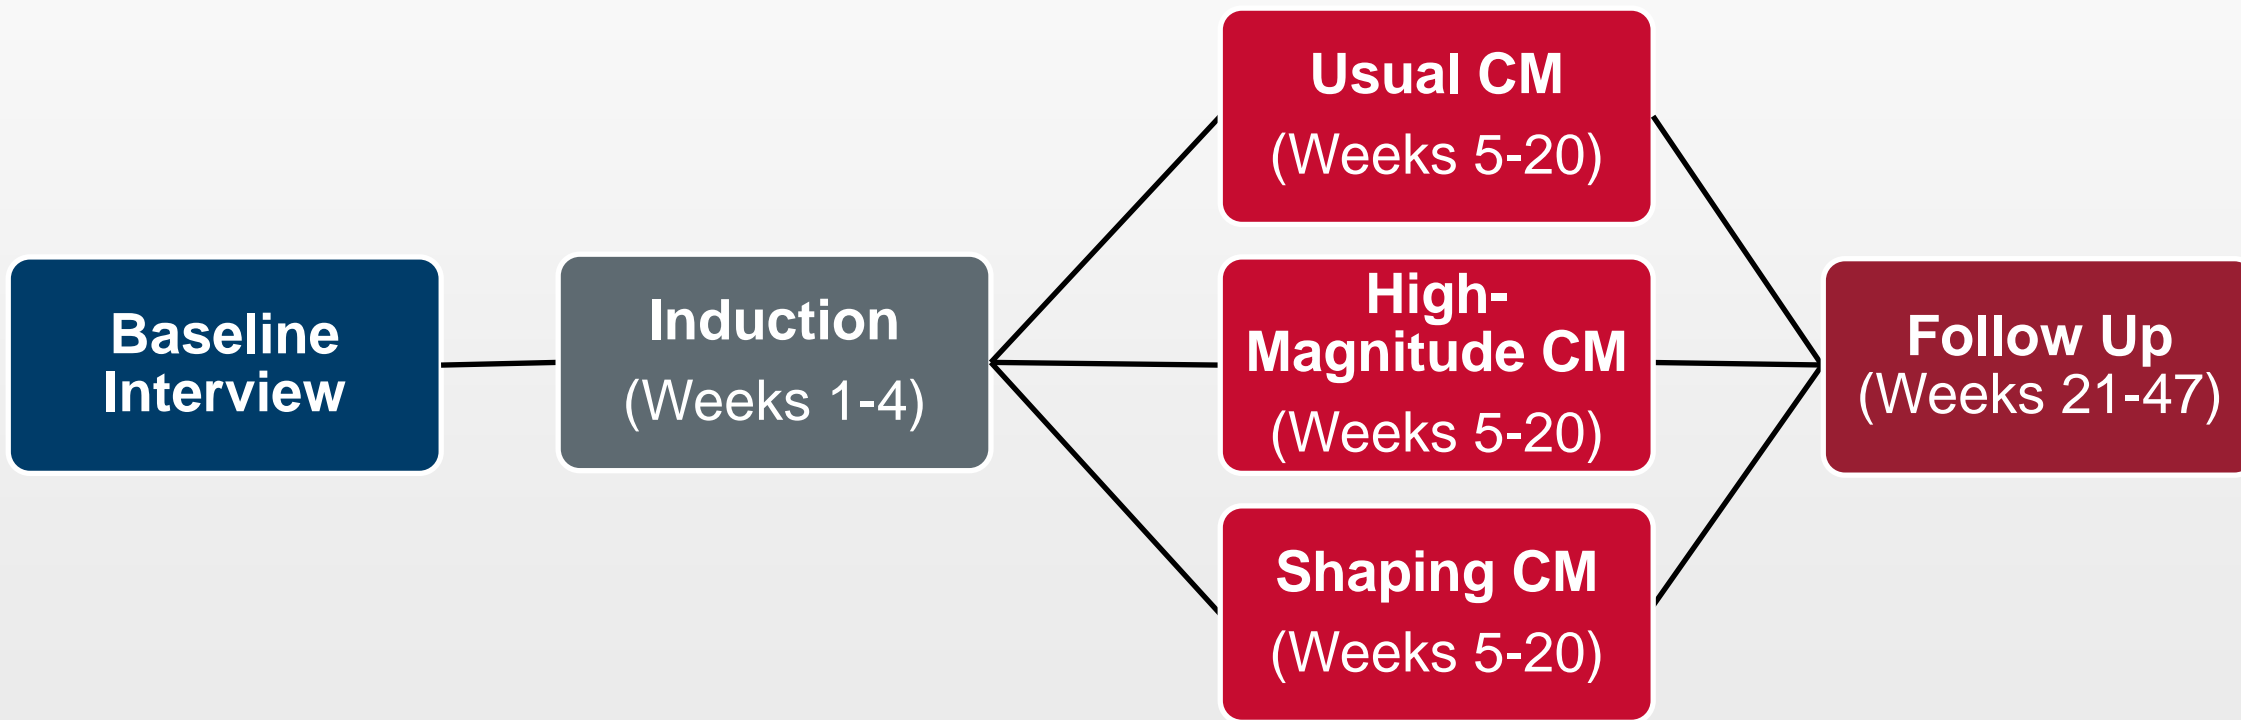 Baseline
Interview
Induction
(Weeks 1-4)
Usual CM
(Weeks 5-20)
High-
Magnitude CM
(Weeks 5-20)
Shaping CM
(Weeks 5-20)
Follow Up
(Weeks 21-47)